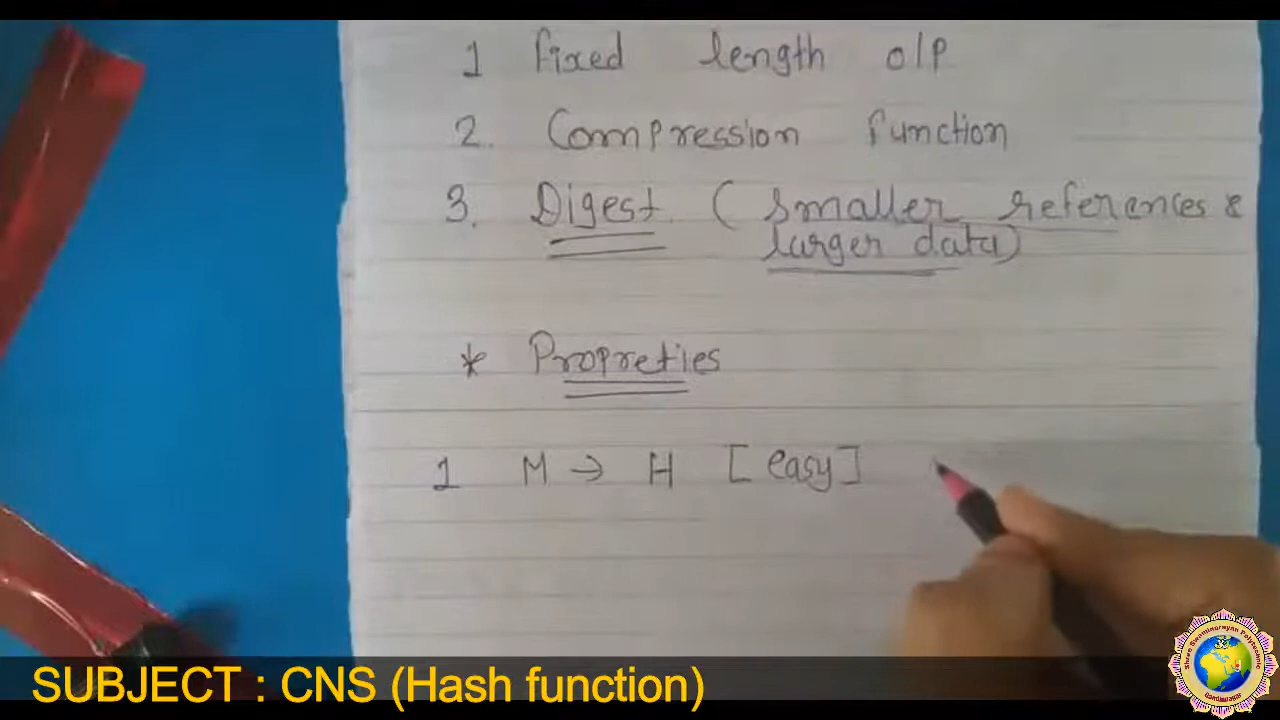 1 Fixed length o/p
2. Compression function
3. Digest (smaller references &
larger data)
* Propreties
1 M → H [easy]
SUBJECT : CNS (Hash function)